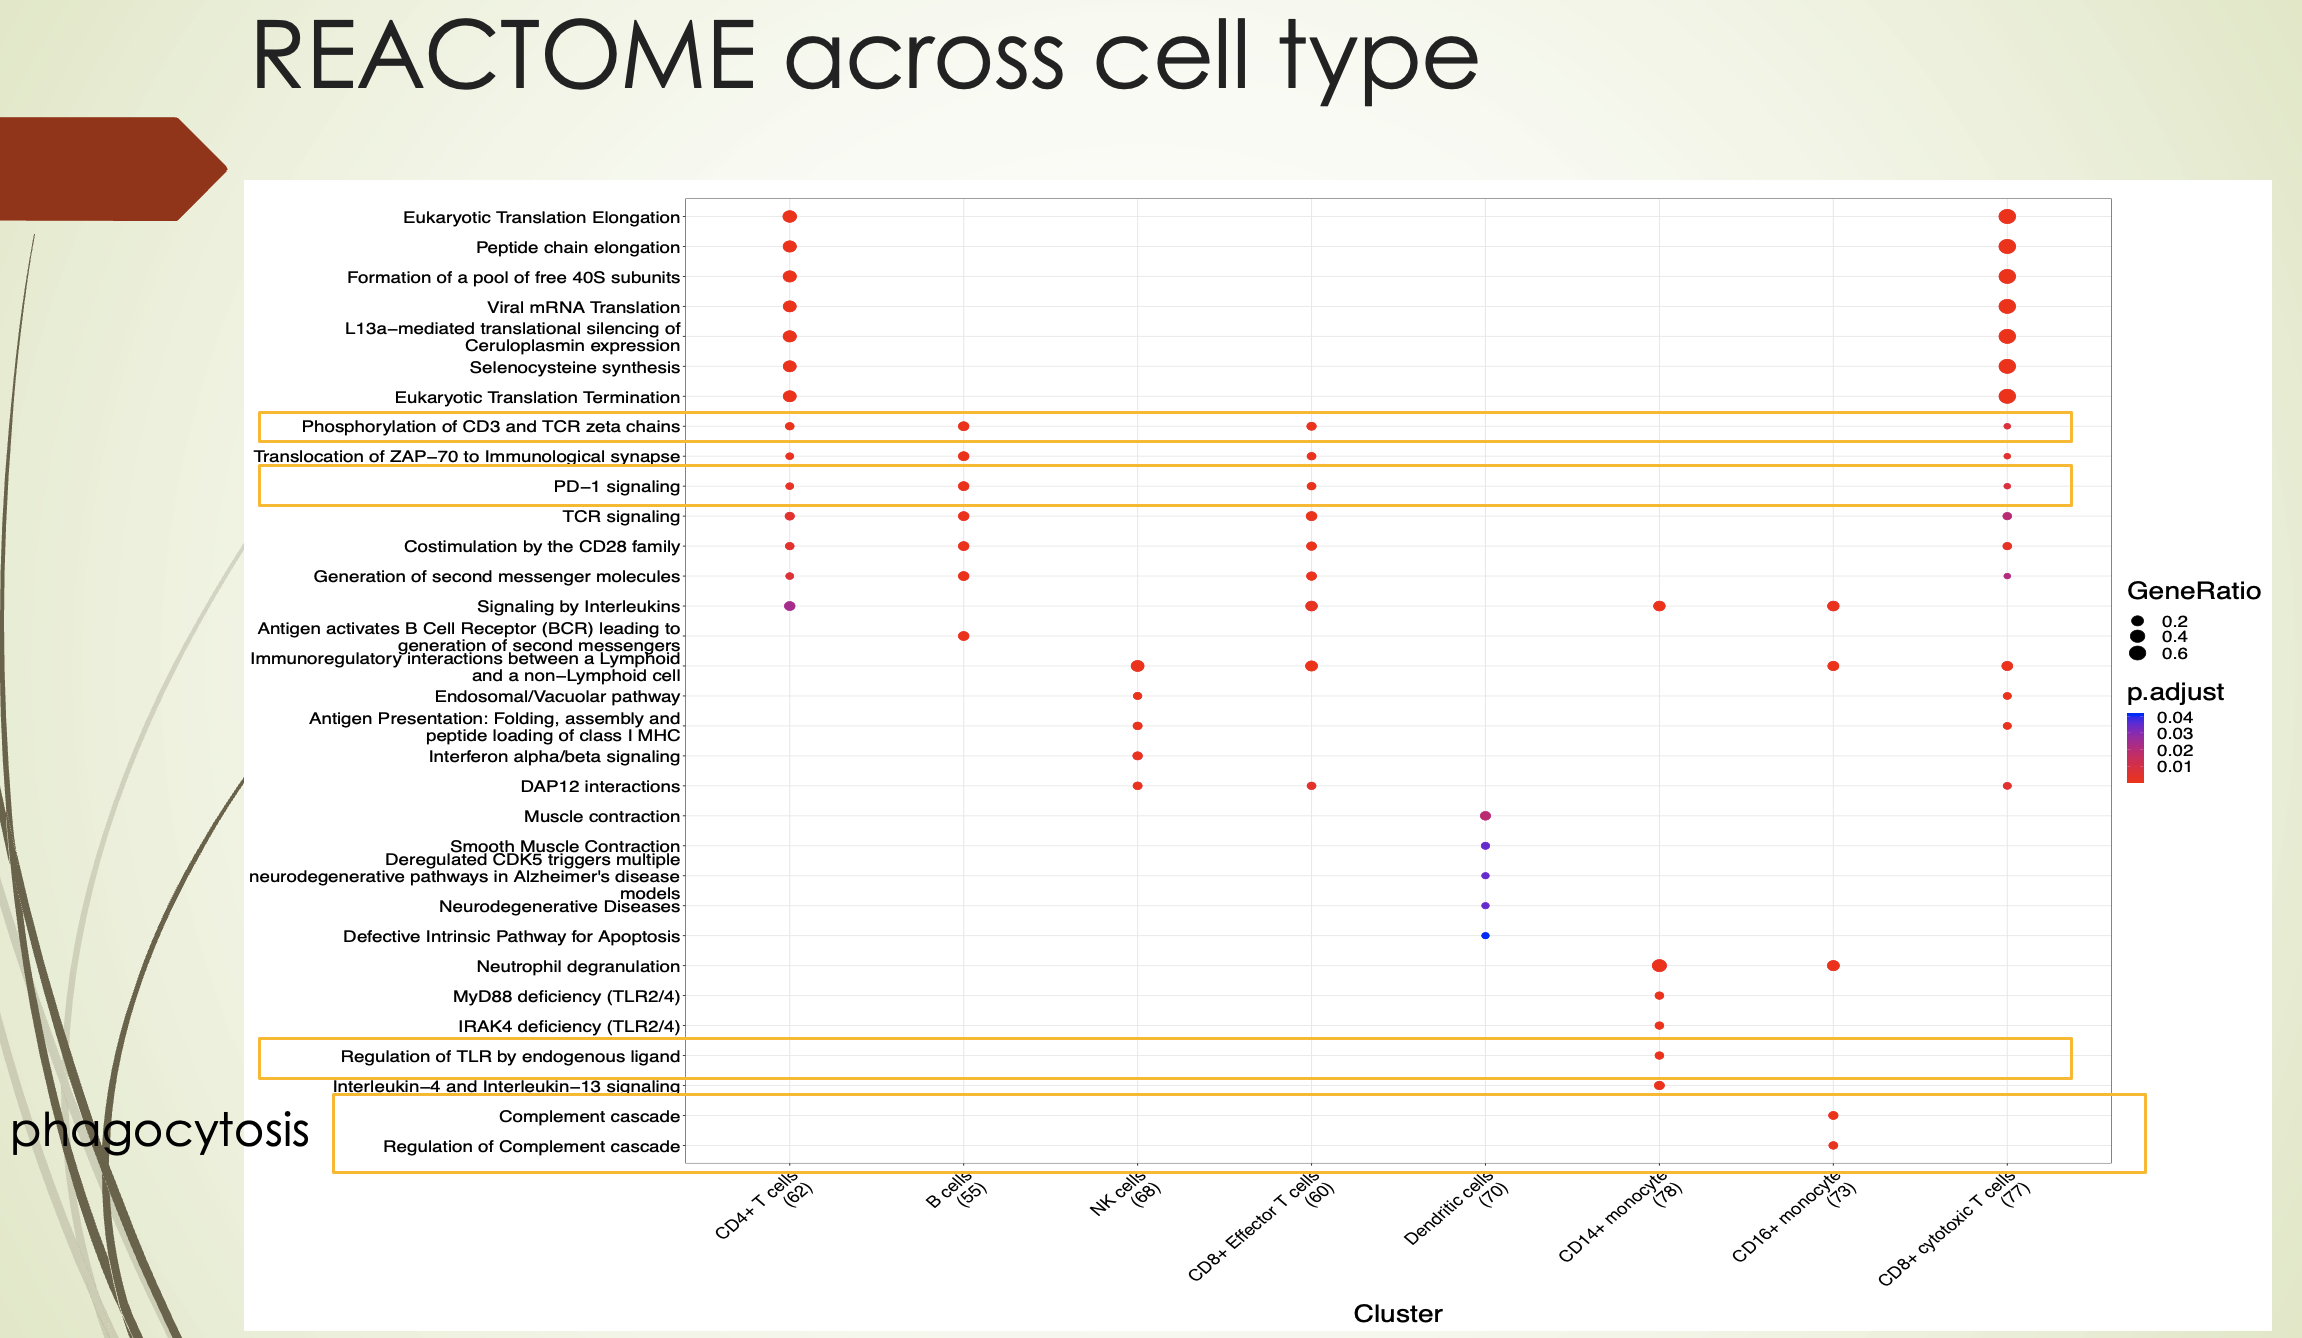 REACTOME across cell type
Eukaryotic Translation Elongation
Peptide chain elongation
Formation of a pool of free 40S subunits
Viral mRNA Translation
L13a−mediated translational silencing of
Ceruloplasmin expression
Selenocysteine synthesis
Eukaryotic Translation Termination
Phosphorylation of CD3 and TCR zeta chains
Translocation of ZAP−70 to Immunological synapse
PD−1 signaling
TCR signaling
Costimulation by the CD28 family
Generation of second messenger molecules
Signaling by Interleukins
Antigen activates B Cell Receptor (BCR) leading to
generation of second messengers
Immunoregulatory interactions between a Lymphoid
and a non−Lymphoid cell
Endosomal/Vacuolar pathway
Antigen Presentation: Folding, assembly and
peptide loading of class I MHC
Interferon alpha/beta signaling
DAP12 interactions
Muscle contraction
Smooth Muscle Contraction
Deregulated CDK5 triggers multiple
neurodegenerative pathways in Alzheimer's disease
models
Neurodegenerative Diseases
Defective Intrinsic Pathway for Apoptosis
Neutrophil degranulation
MyD88 deficiency (TLR2/4)
IRAK4 deficiency (TLR2/4)
Regulation of TLR by endogenous ligand
Interleukin−4 and Interleukin−13 signaling
Complement cascade
Regulation of Complement cascade
phagocytosis
CD4+ T cells
(62)
B cells
(55)
NK cells
(68)
CD8+ Effector T cells
(60)
Dendritic cells
(70)
CD14+ monocyte
(78)
CD16+ monocyte
(73)
CD8+ cytotoxic T cells
(77)
Cluster
GeneRatio
0.2
0.4
0.6
p.adjust
0.04
0.03
0.02
0.01